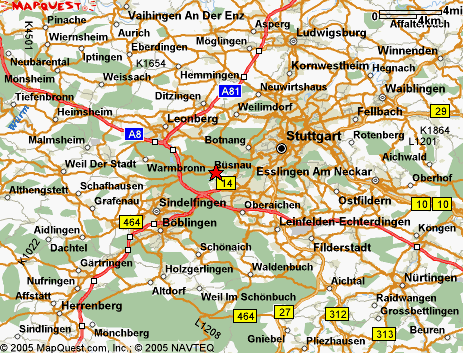 MAPQUEST.
Vaihingen An Der Enz
4mi
4km
Pinache
Asperg
Affalterbach
K4501
Wiernsheim
Aurich
Ludwigsburg
Eberdingen
Möglingen
Iptingen
K1654
Winnenden
Neubärental
Hemmingen
Kornwestheim
Hegnach
Monsheim
Weissach
Neuwirtshaus
Waiblingen
Tiefenbronn
Ditzingen
A81
Würm
Heimsheim
Weilimdorf
Fellbach
29
Leonberg
A8
K1864
Malmsheim
Botnang
Stuttgart
Rotenberg
L1201
Weil Der Stadt
Warmbronn
Büsnau
Aichwald
Althengstett
Schafhausen
14
Esslingen Am Neckar
Oberhof
Grafenau
Sindelfingen
Ostfildern
10
10
464
Oberaichen
Aidlingen
Böblingen
Leinfelden-Echterdingen
Köngen
Dachtel
K1022
Schönaich
Filderstadt
Gärtringen
Holzgerlingen
Waldenbuch
Nufringen
Aichtal
Nürtingen
Affstätt
Altdorf
Weil Im Schönbuch
Raidwangen
Herrenberg
Grossbettlingen
464
27
312
Sindlingen
Mönchberg
L1208
313
Beuren
Gniebel
Pliezhausen
© 2005 MapQuest.com, Inc.; © 2005 NAVTEQ